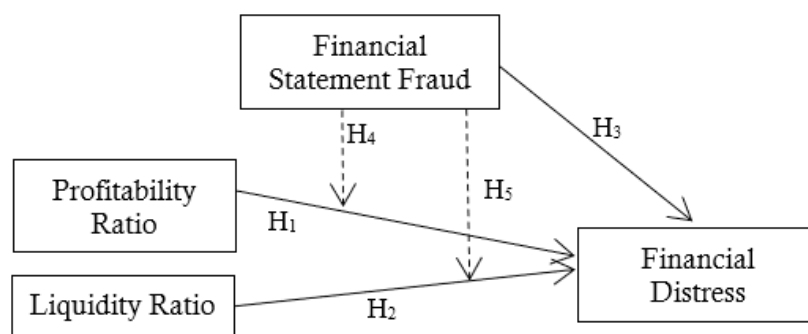 Financial
Statement Fraud
H4
H3
Profitability
Ratio
H5
H1
Financial
Distress
Liquidity Ratio
H2